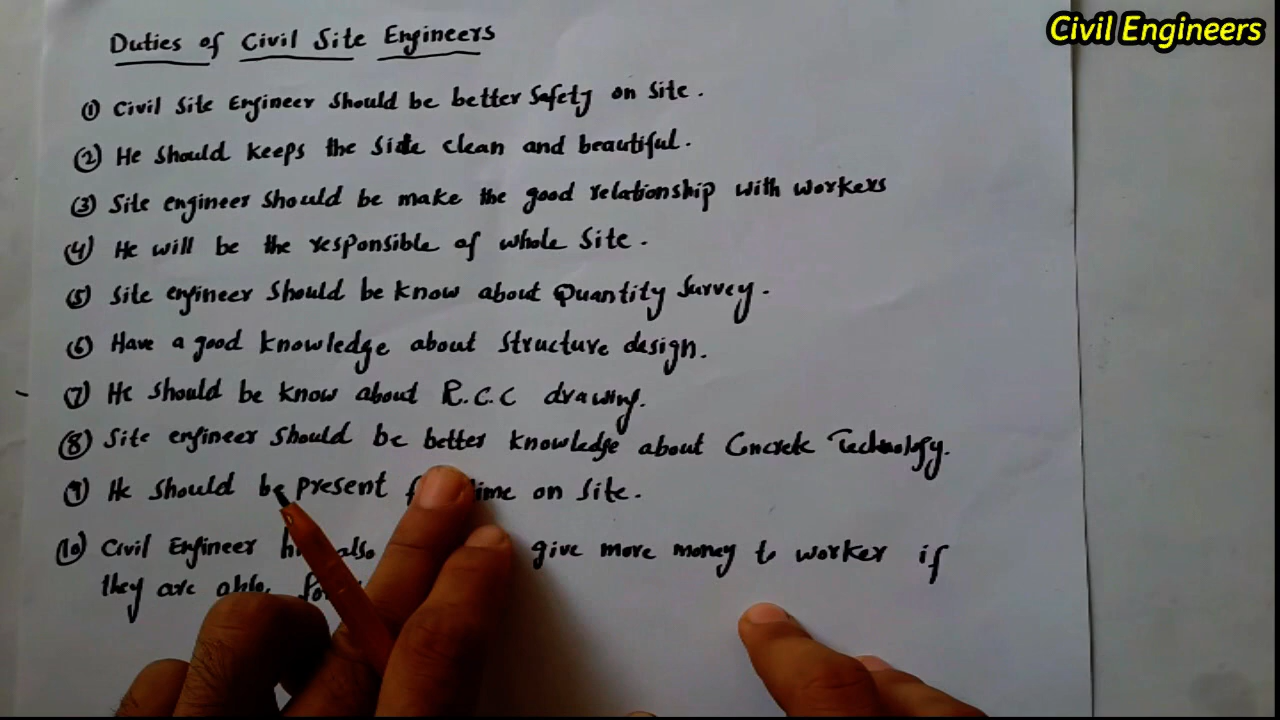 Civil Engineers
Duties of Civil Site Engineers
(1) Civil Site Engineer Should be better Safety on Site.
(2) He Should keeps the Side clean and beautiful.
(3) Site engineer Should be make the good relationship with workers
(4) He will be the responsible of whole Site.
(5) Site engineer Should be know about Quantity Survey.
(6) Have a good knowledge about Structure design.
(7) He Should be know about R.C.C drawing.
(8) Site engineer Should be better knowledge about Concrete Technology.
(9) He Should be present time on Site.
(10) Civil Engineer also give more money to worker if
they are able